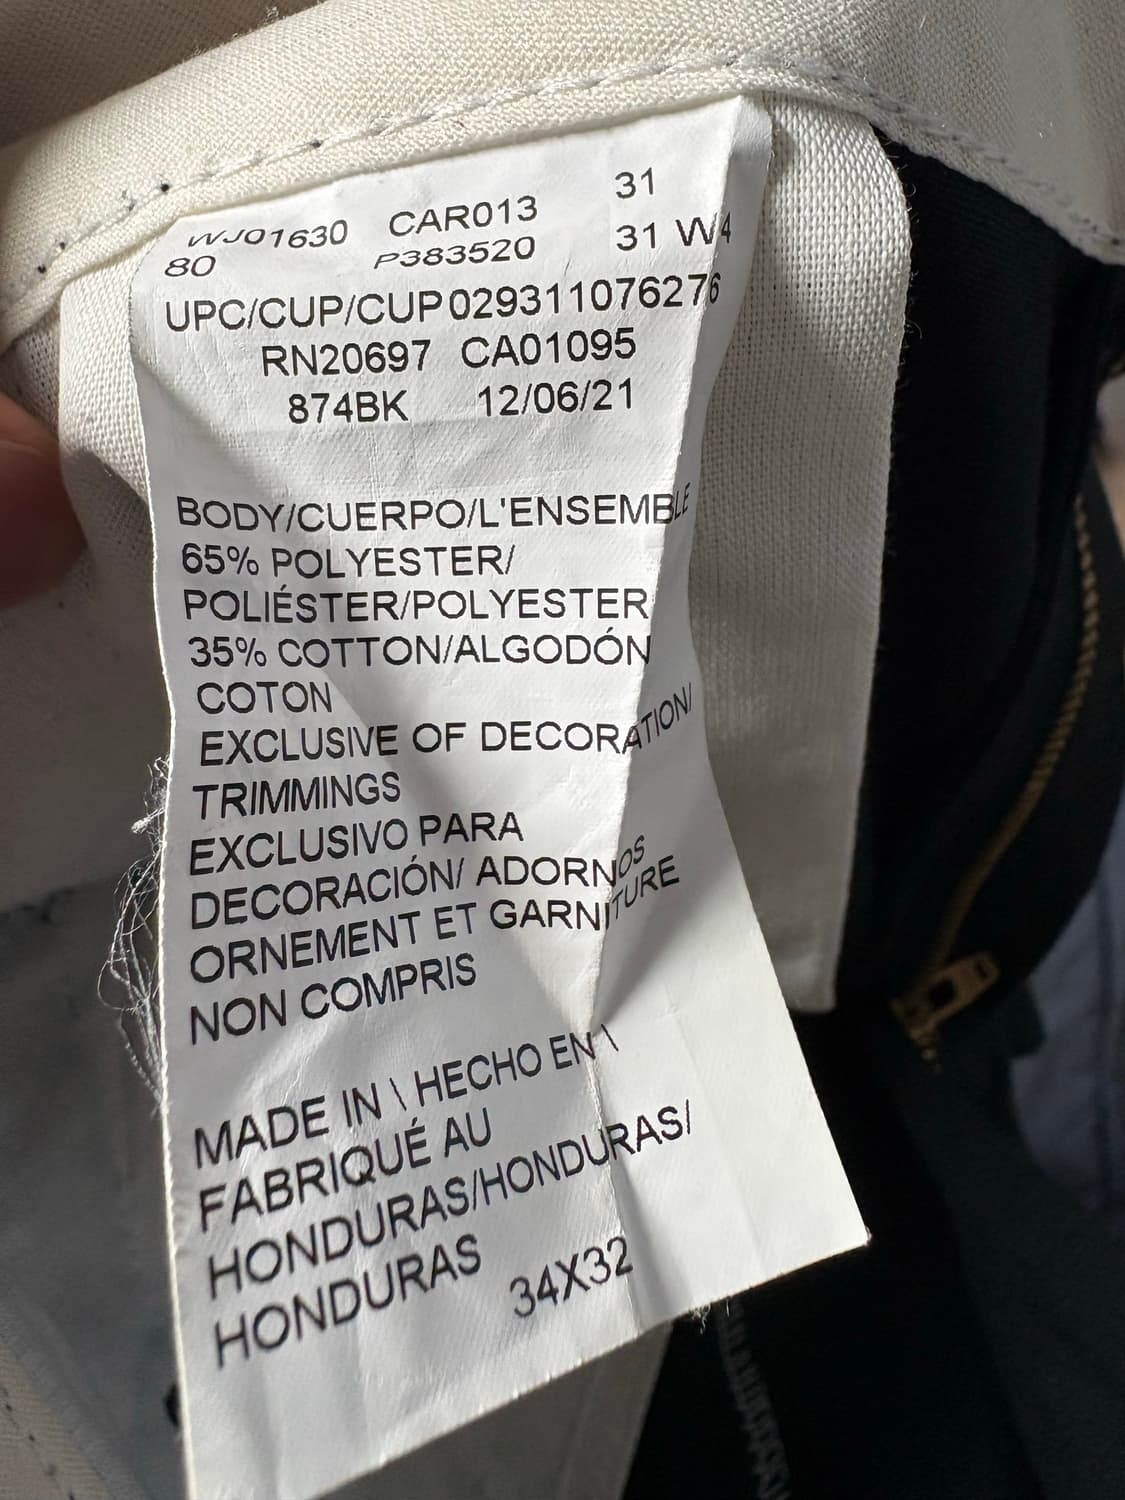 WJ01630 CAR013 31
80 P383520 31 W4
UPC/CUP/CUP 029311076276
RN20697 CA01095
874BK 12/06/21
BODY/CUERPO/L'ENSEMBLE
65% POLYESTER/
POLIÉSTER/POLYESTER
35% COTTON/ALGODÓN
COTON
EXCLUSIVE OF DECORATION/
TRIMMINGS
EXCLUSIVO PARA
DECORACIÓN/ ADORNOS
ORNEMENT ET GARNITURE
NON COMPRIS
MADE IN \ HECHO EN \
FABRIQUÉ AU
HONDURAS/HONDURAS/
HONDURAS
34X32